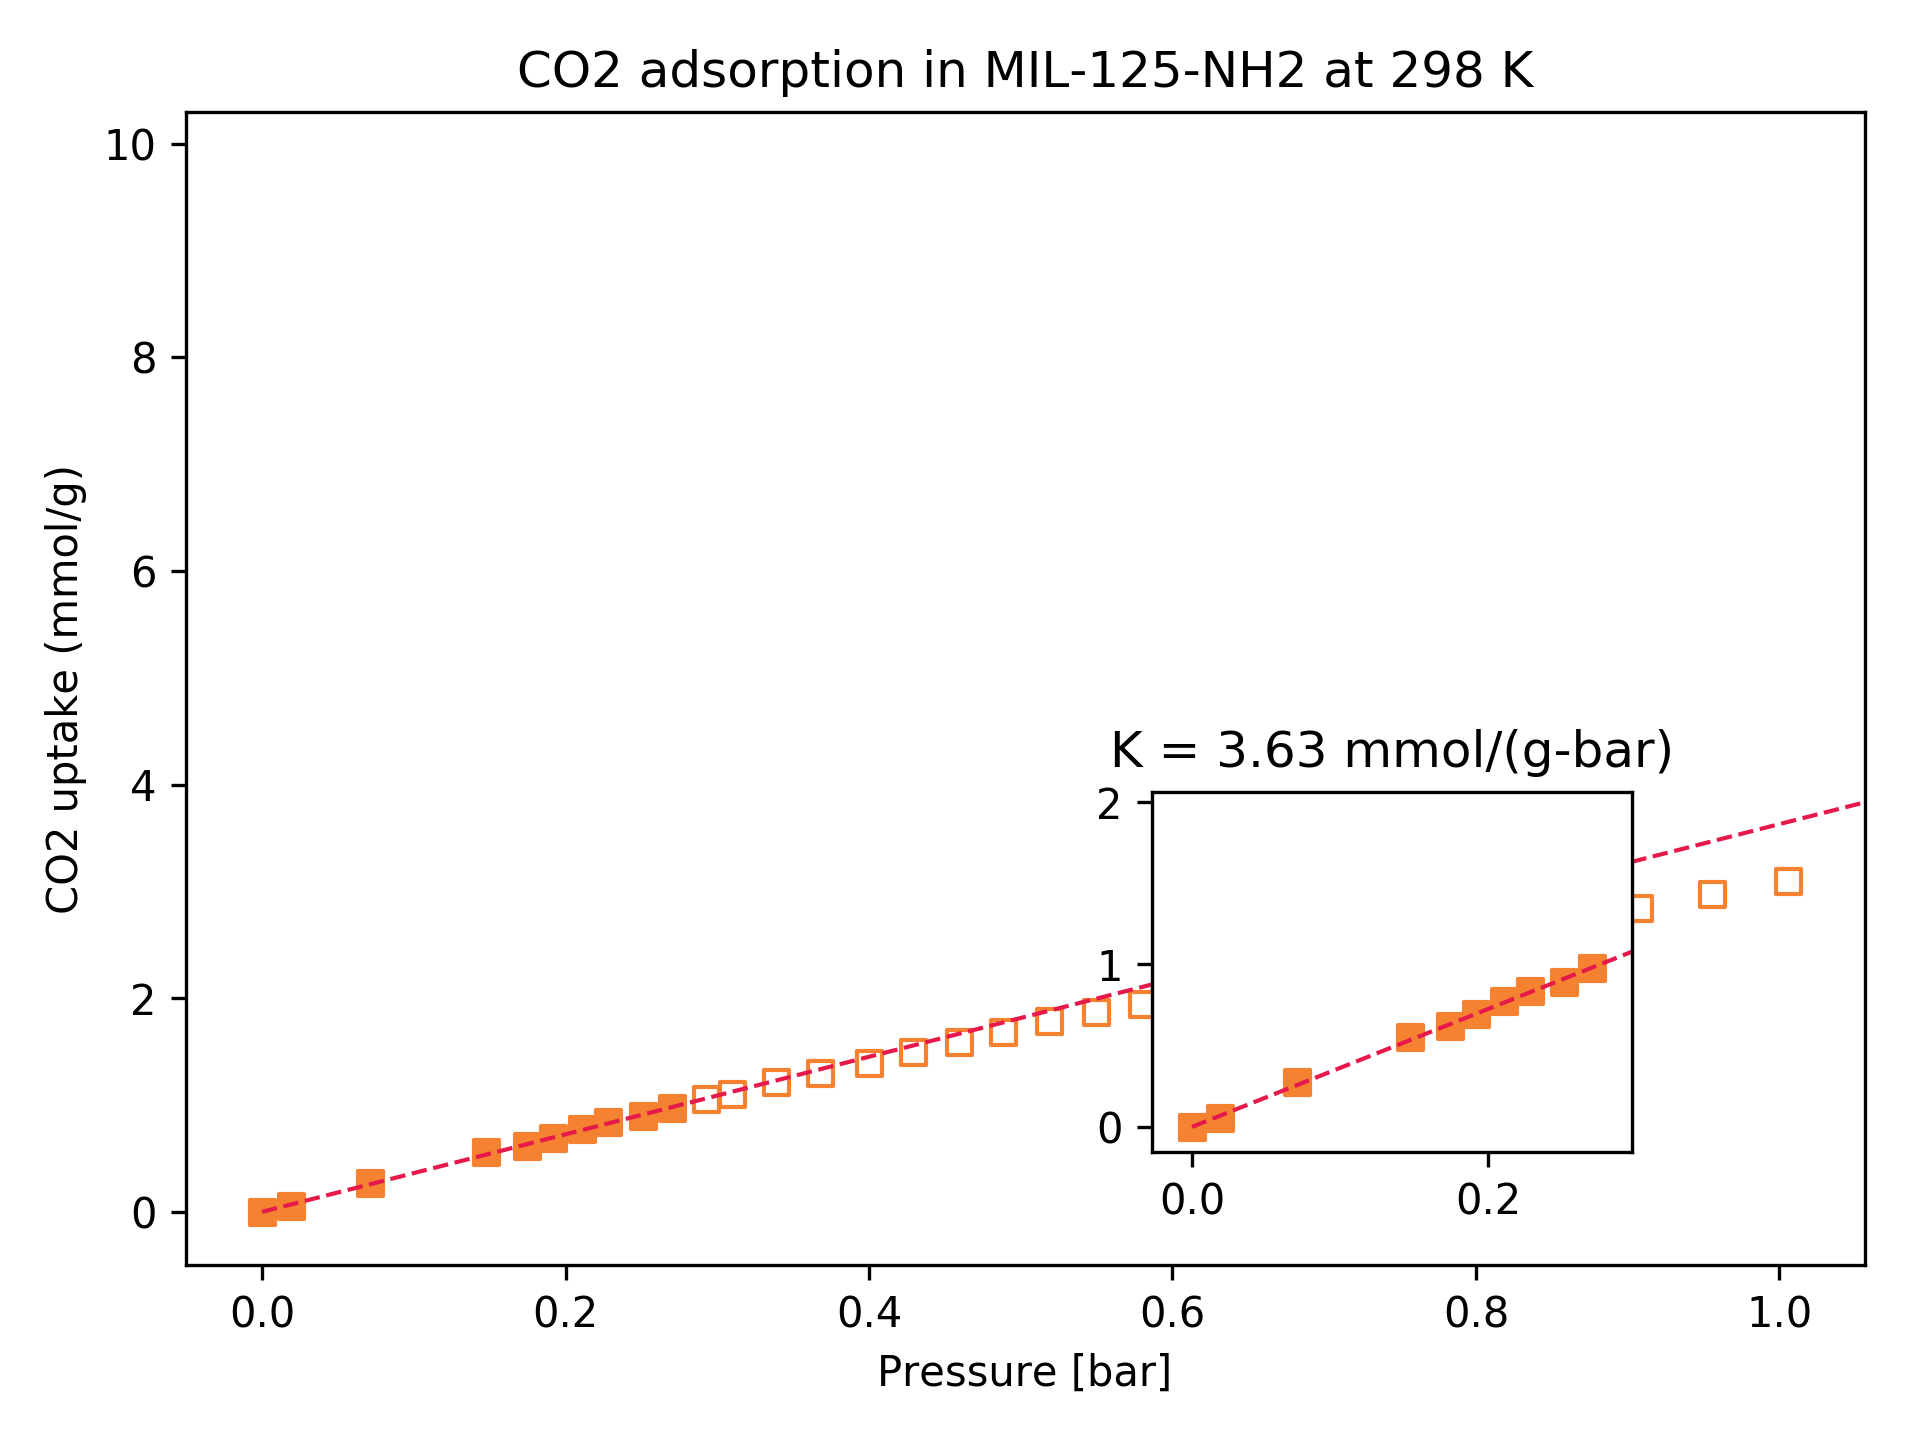 CO2 adsorption in MIL-125-NH2 at 298 K
10
8
6
4
2
0
CO2 uptake (mmol/g)
K = 3.63 mmol/(g-bar)
2
1
0
0.0 0.2
0.0 0.2 0.4 0.6 0.8 1.0
Pressure [bar]